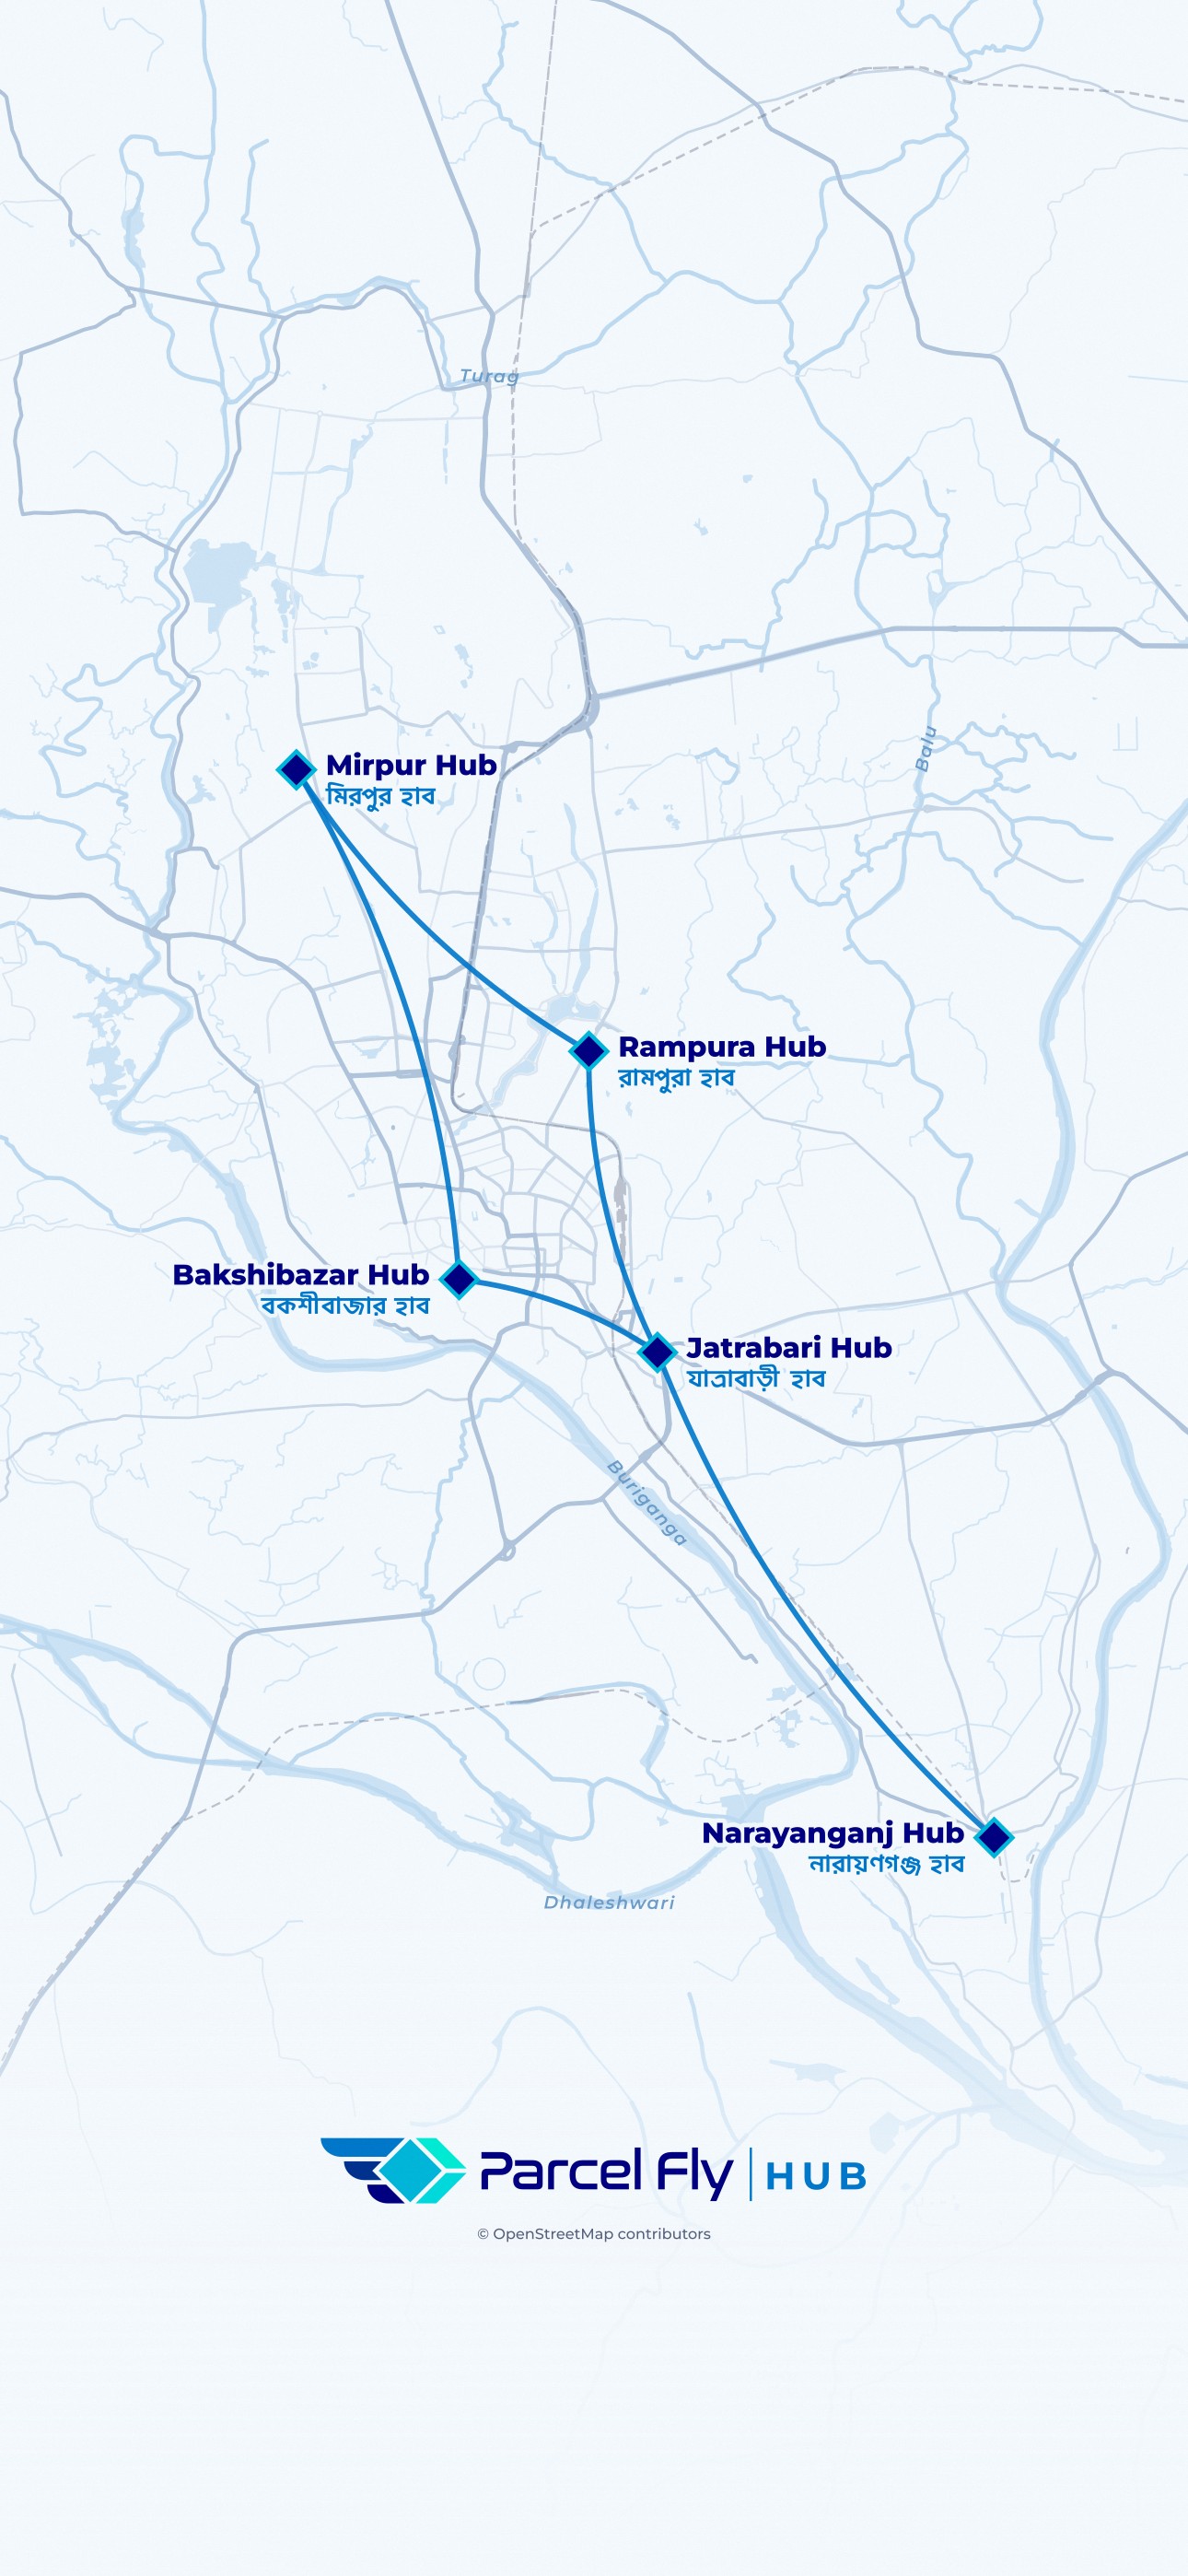 Turag
Mirpur Hub
মিরপুর হাব
Balu
Rampura Hub
রামপুরা হাব
Bakshibazar Hub
বকশীবাজার হাব
Jatrabari Hub
যাত্রাবাড়ী হাব
Buriganga
Narayanganj Hub
নারায়ণগঞ্জ হাব
Dhaleshwari
Parcel Fly | HUB
© OpenStreetMap contributors